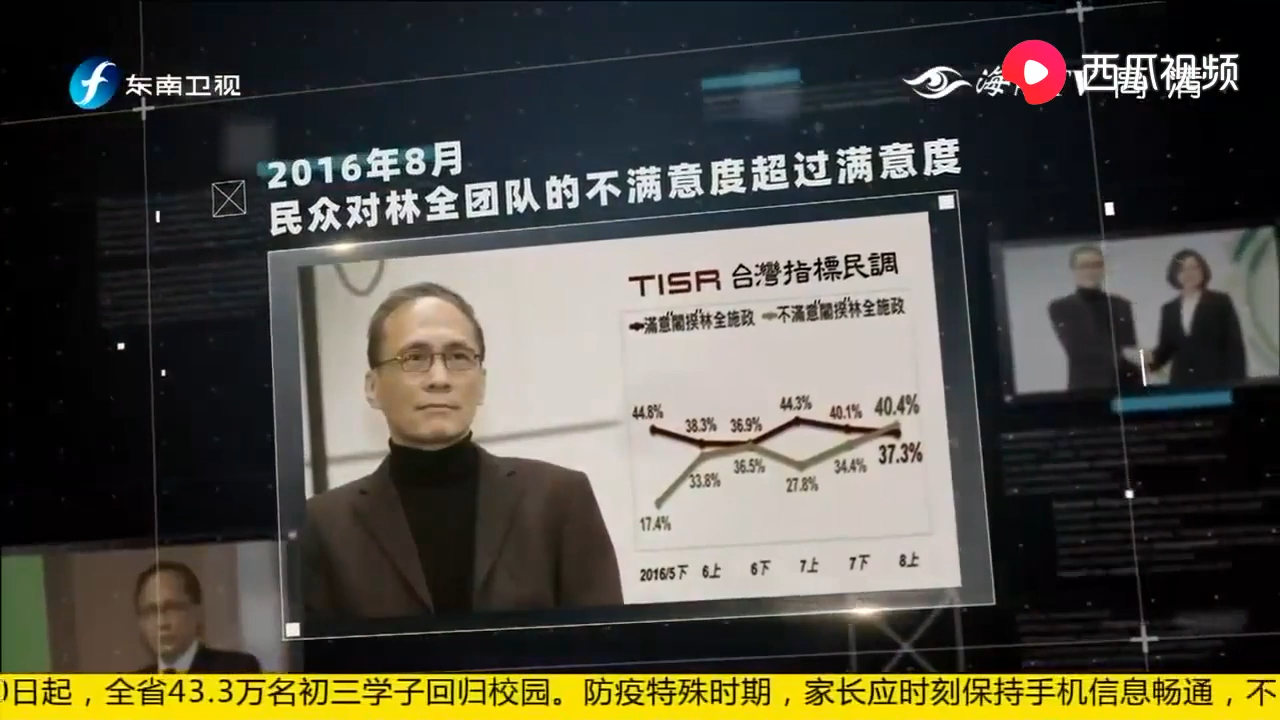 东南卫视
西瓜视频
2016年8月
民众对林全团队的不满意度超过满意度
TISR 台灣指標民調
滿意"閣揆"林全施政 不滿意"閣揆"林全施政
44.8% 38.3% 36.9% 44.3% 40.1% 40.4%
17.4% 33.8% 36.5% 27.8% 34.4% 37.3%
2016/5下 6上 6下 7上 7下 8上
0日起，全省43.3万名初三学子回归校园。防疫特殊时期，家长应时刻保持手机信息畅通，不